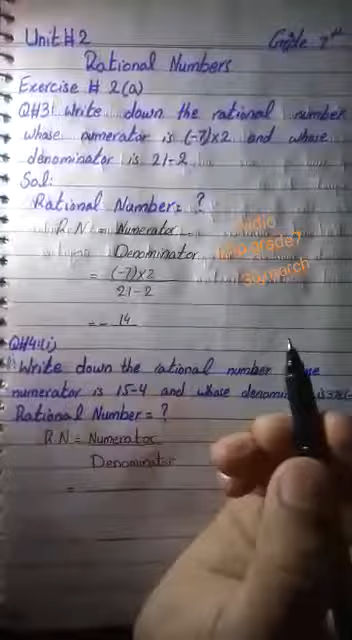 Unit # 2 Grade 7th
Rational Numbers
Exercise # 2(a)
Q#3: Write down the rational number
whose numerator is (-7)×2 and whose
denominator is 21-2
Sol:
Rational Number = ?
R.N = Numerator
Denominator
= (-7)×2
21-2
= - 14
Q#4:(i)
Write down the rational number
numerator is 15-4 and whose
Rational Number = ?
R.N = Numerator
Denominator
=